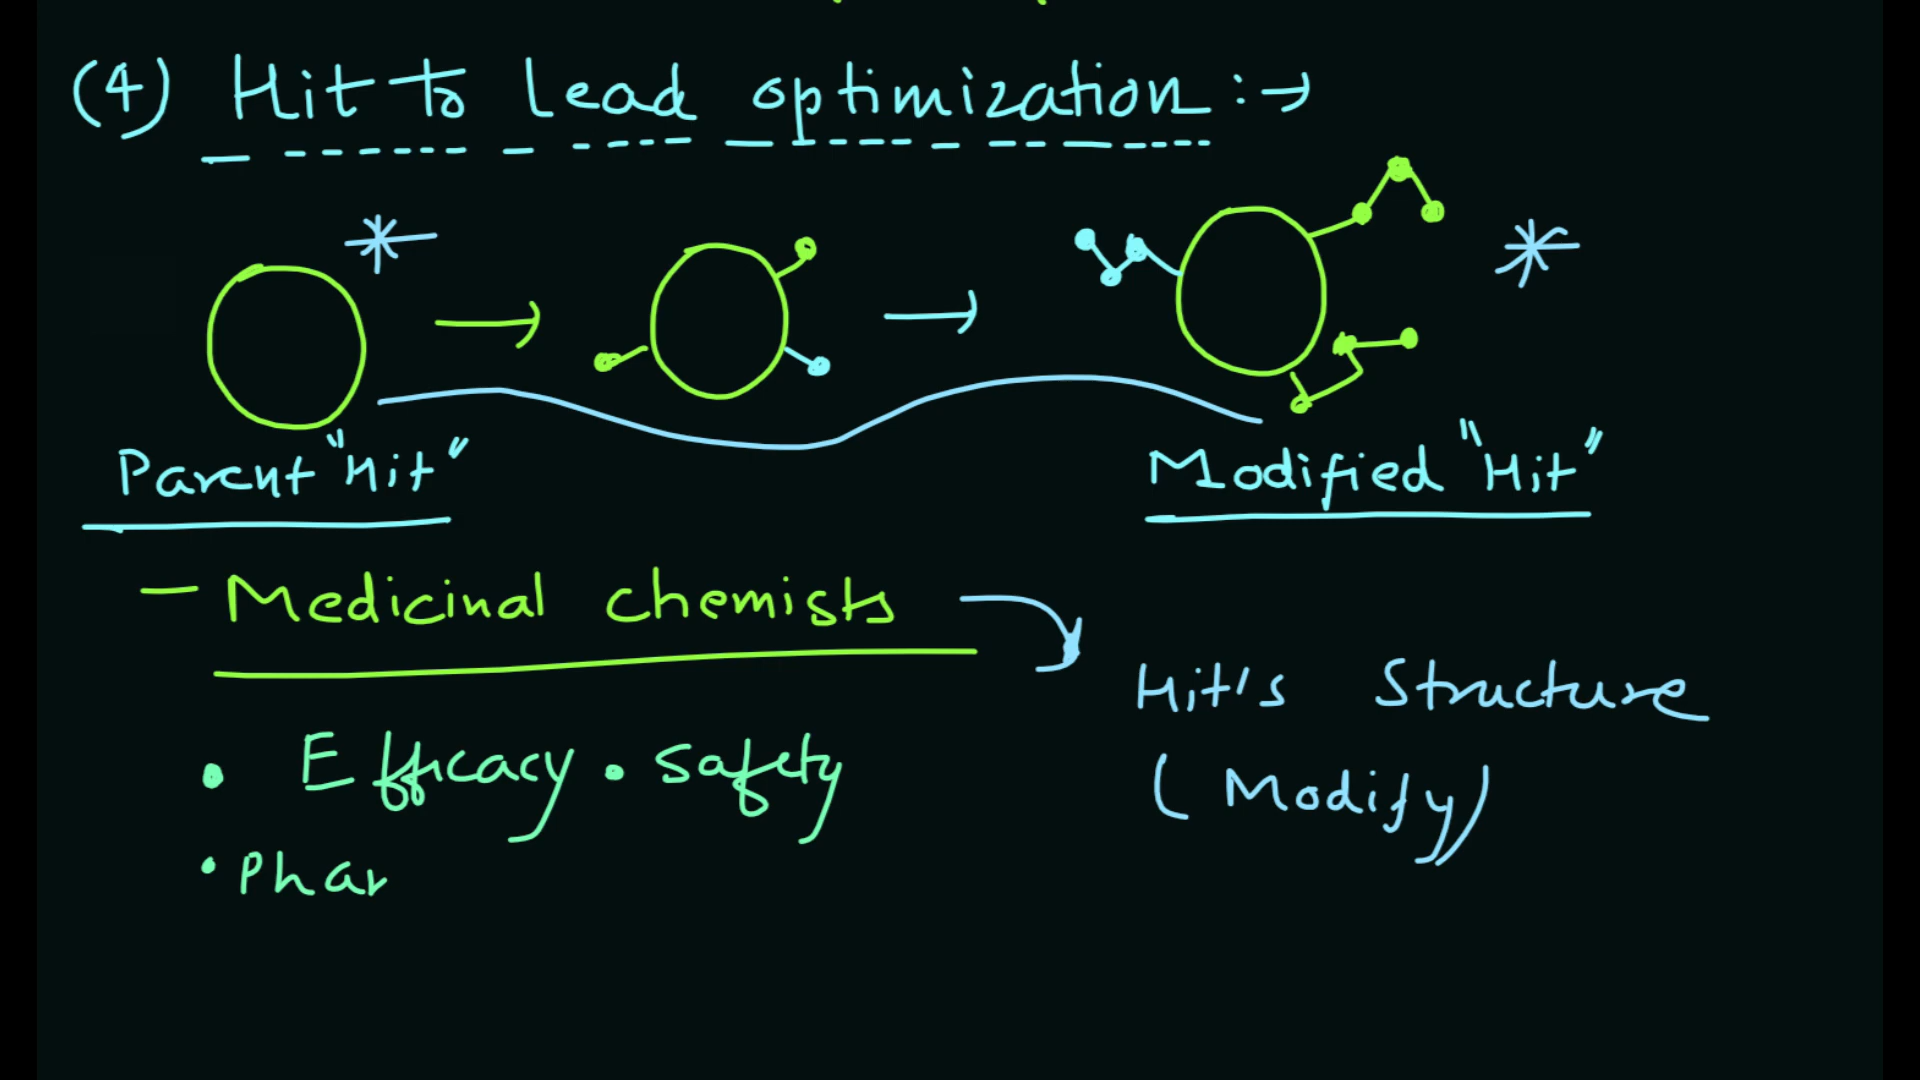 (4) Hit to Lead optimization :→
Parent "Hit"
Modified "Hit"
- Medicinal chemists
Hit's Structure
(Modify)
• Efficacy • Safety
• Phar